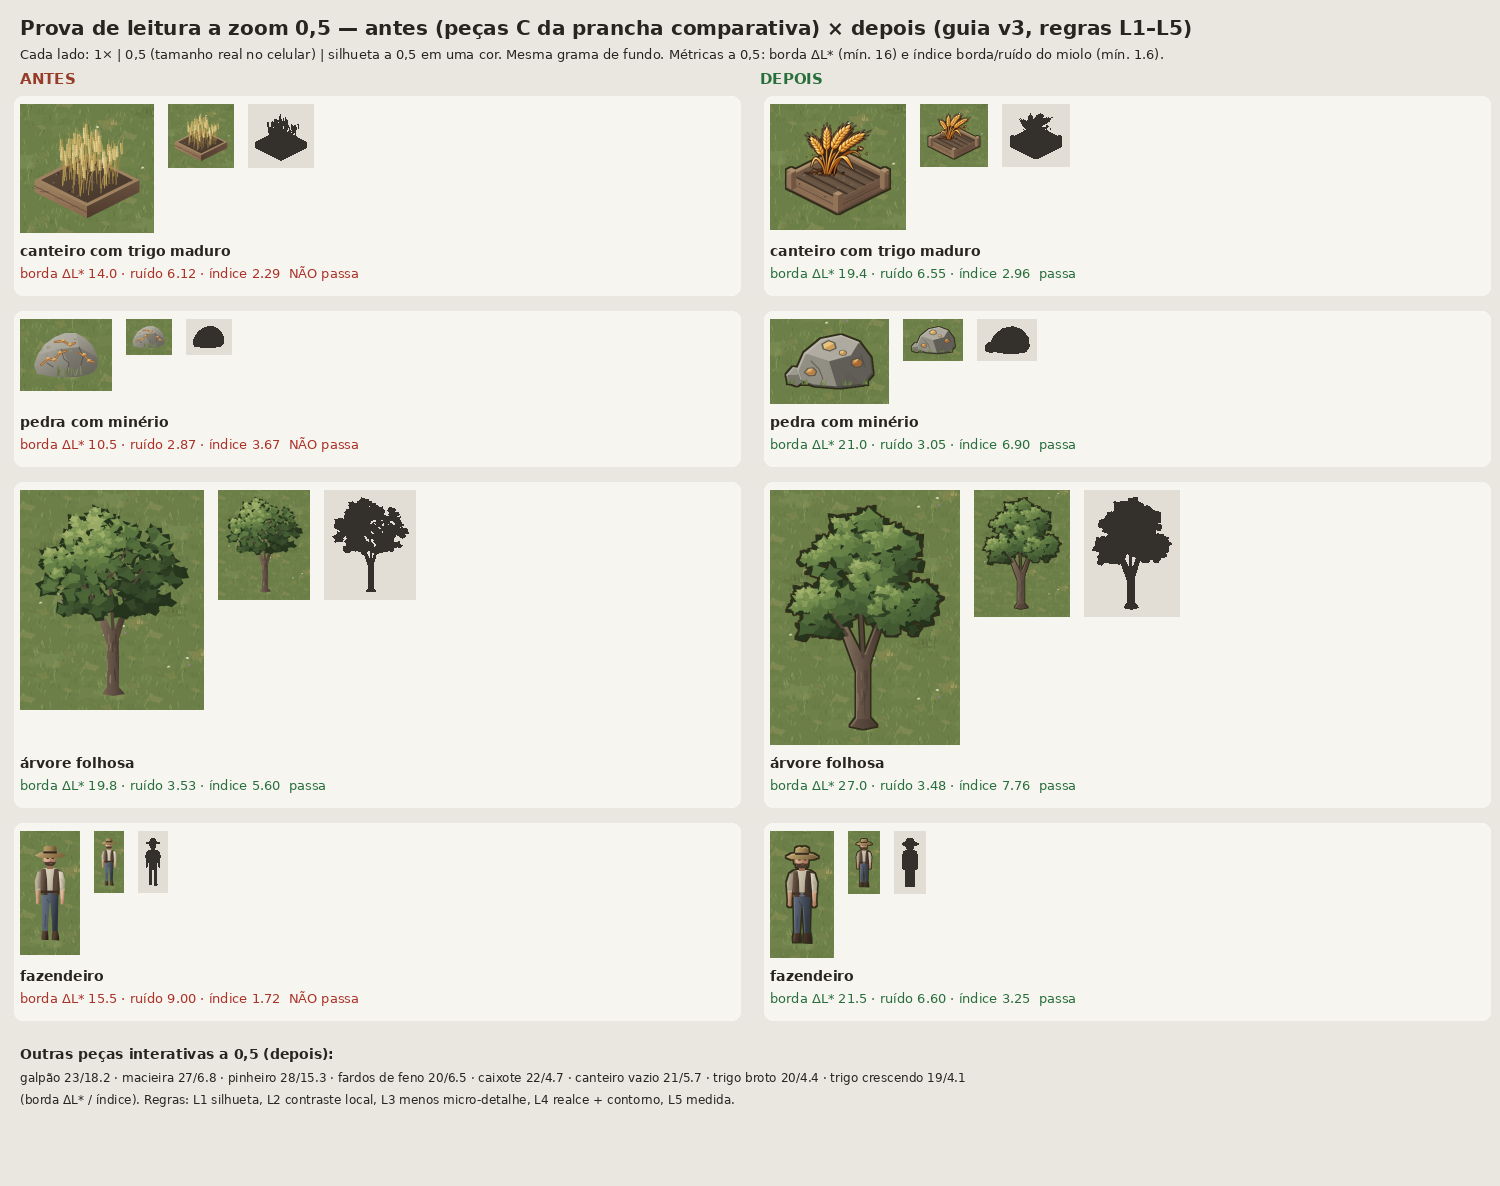 Prova de leitura a zoom 0,5 — antes (peças C da prancha comparativa) × depois (guia v3, regras L1–L5)
Cada lado: 1× | 0,5 (tamanho real no celular) | silhueta a 0,5 em uma cor. Mesma grama de fundo. Métricas a 0,5: borda ΔL* (mín. 16) e índice borda/ruído do miolo (mín. 1.6).
ANTES
DEPOIS
canteiro com trigo maduro
borda ΔL* 14.0 · ruído 6.12 · índice 2.29  NÃO passa
canteiro com trigo maduro
borda ΔL* 19.4 · ruído 6.55 · índice 2.96  passa
pedra com minério
borda ΔL* 10.5 · ruído 2.87 · índice 3.67  NÃO passa
pedra com minério
borda ΔL* 21.0 · ruído 3.05 · índice 6.90  passa
árvore folhosa
borda ΔL* 19.8 · ruído 3.53 · índice 5.60  passa
árvore folhosa
borda ΔL* 27.0 · ruído 3.48 · índice 7.76  passa
fazendeiro
borda ΔL* 15.5 · ruído 9.00 · índice 1.72  NÃO passa
fazendeiro
borda ΔL* 21.5 · ruído 6.60 · índice 3.25  passa
Outras peças interativas a 0,5 (depois):
galpão 23/18.2 · macieira 27/6.8 · pinheiro 28/15.3 · fardos de feno 20/6.5 · caixote 22/4.7 · canteiro vazio 21/5.7 · trigo broto 20/4.4 · trigo crescendo 19/4.1
(borda ΔL* / índice). Regras: L1 silhueta, L2 contraste local, L3 menos micro-detalhe, L4 realce + contorno, L5 medida.